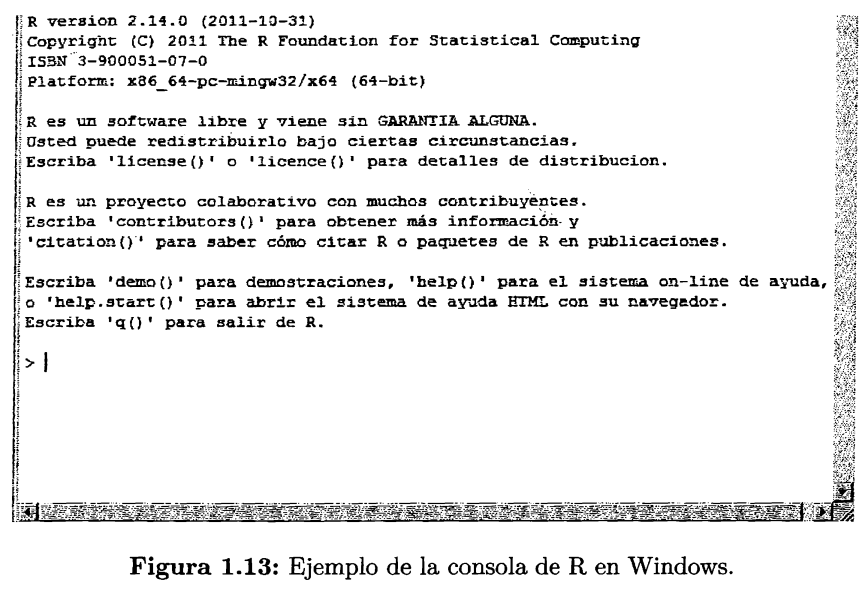 R version 2.14.0 (2011-10-31)
Copyright (C) 2011 The R Foundation for Statistical Computing
ISBN 3-900051-07-0
Platform: x86_64-pc-mingw32/x64 (64-bit)
R es un software libre y viene sin GARANTIA ALGUNA.
Usted puede redistribuirlo bajo ciertas circunstancias.
Escriba 'license()' o 'licence()' para detalles de distribucion.
R es un proyecto colaborativo con muchos contribuyentes.
Escriba 'contributors()' para obtener más información y
'citation()' para saber cómo citar R o paquetes de R en publicaciones.
Escriba 'demo()' para demostraciones, 'help()' para el sistema on-line de ayuda,
o 'help.start()' para abrir el sistema de ayuda HTML con su navegador.
Escriba 'q()' para salir de R.
> |
Figura 1.13: Ejemplo de la consola de R en Windows.